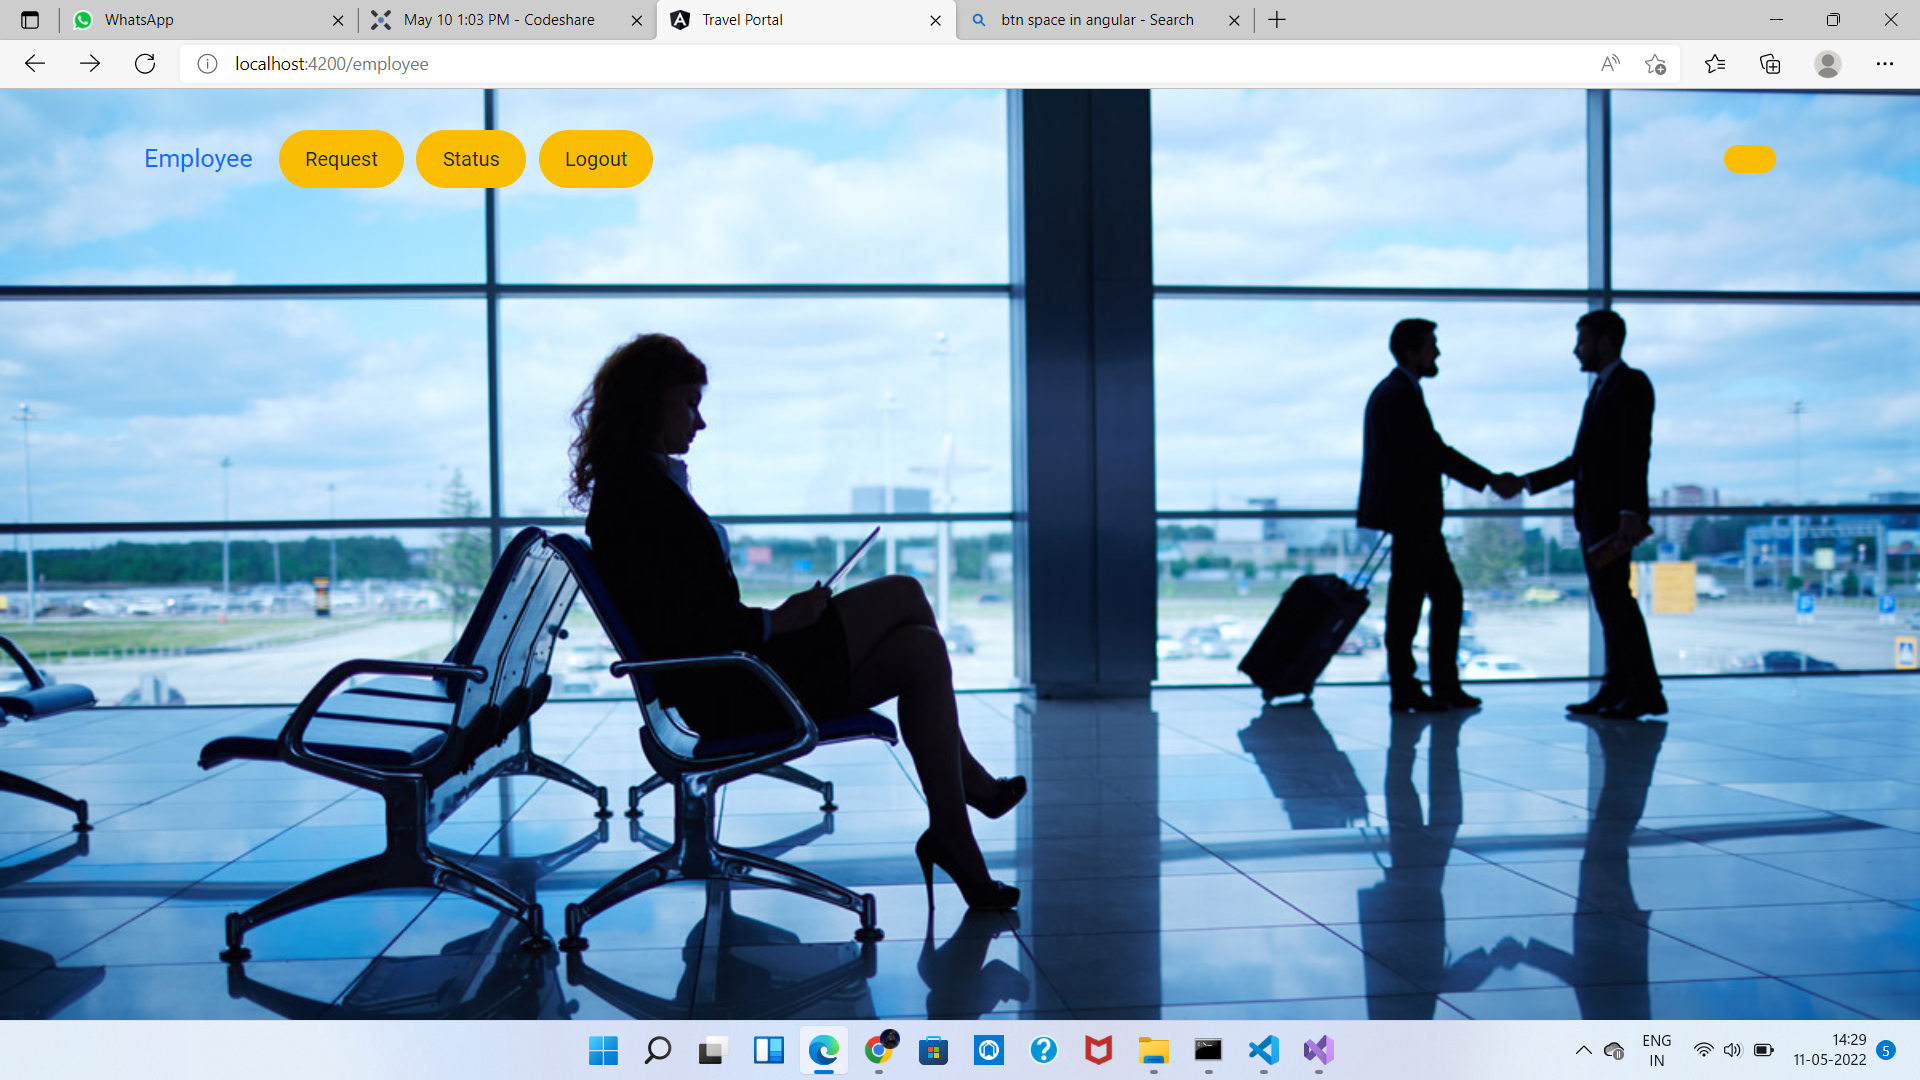 WhatsApp
May 10 1:03 PM - Codeshare
Travel Portal
btn space in angular - Search
localhost:4200/employee
Employee
Request
Status
Logout
ENG
IN
14:29
11-05-2022
5